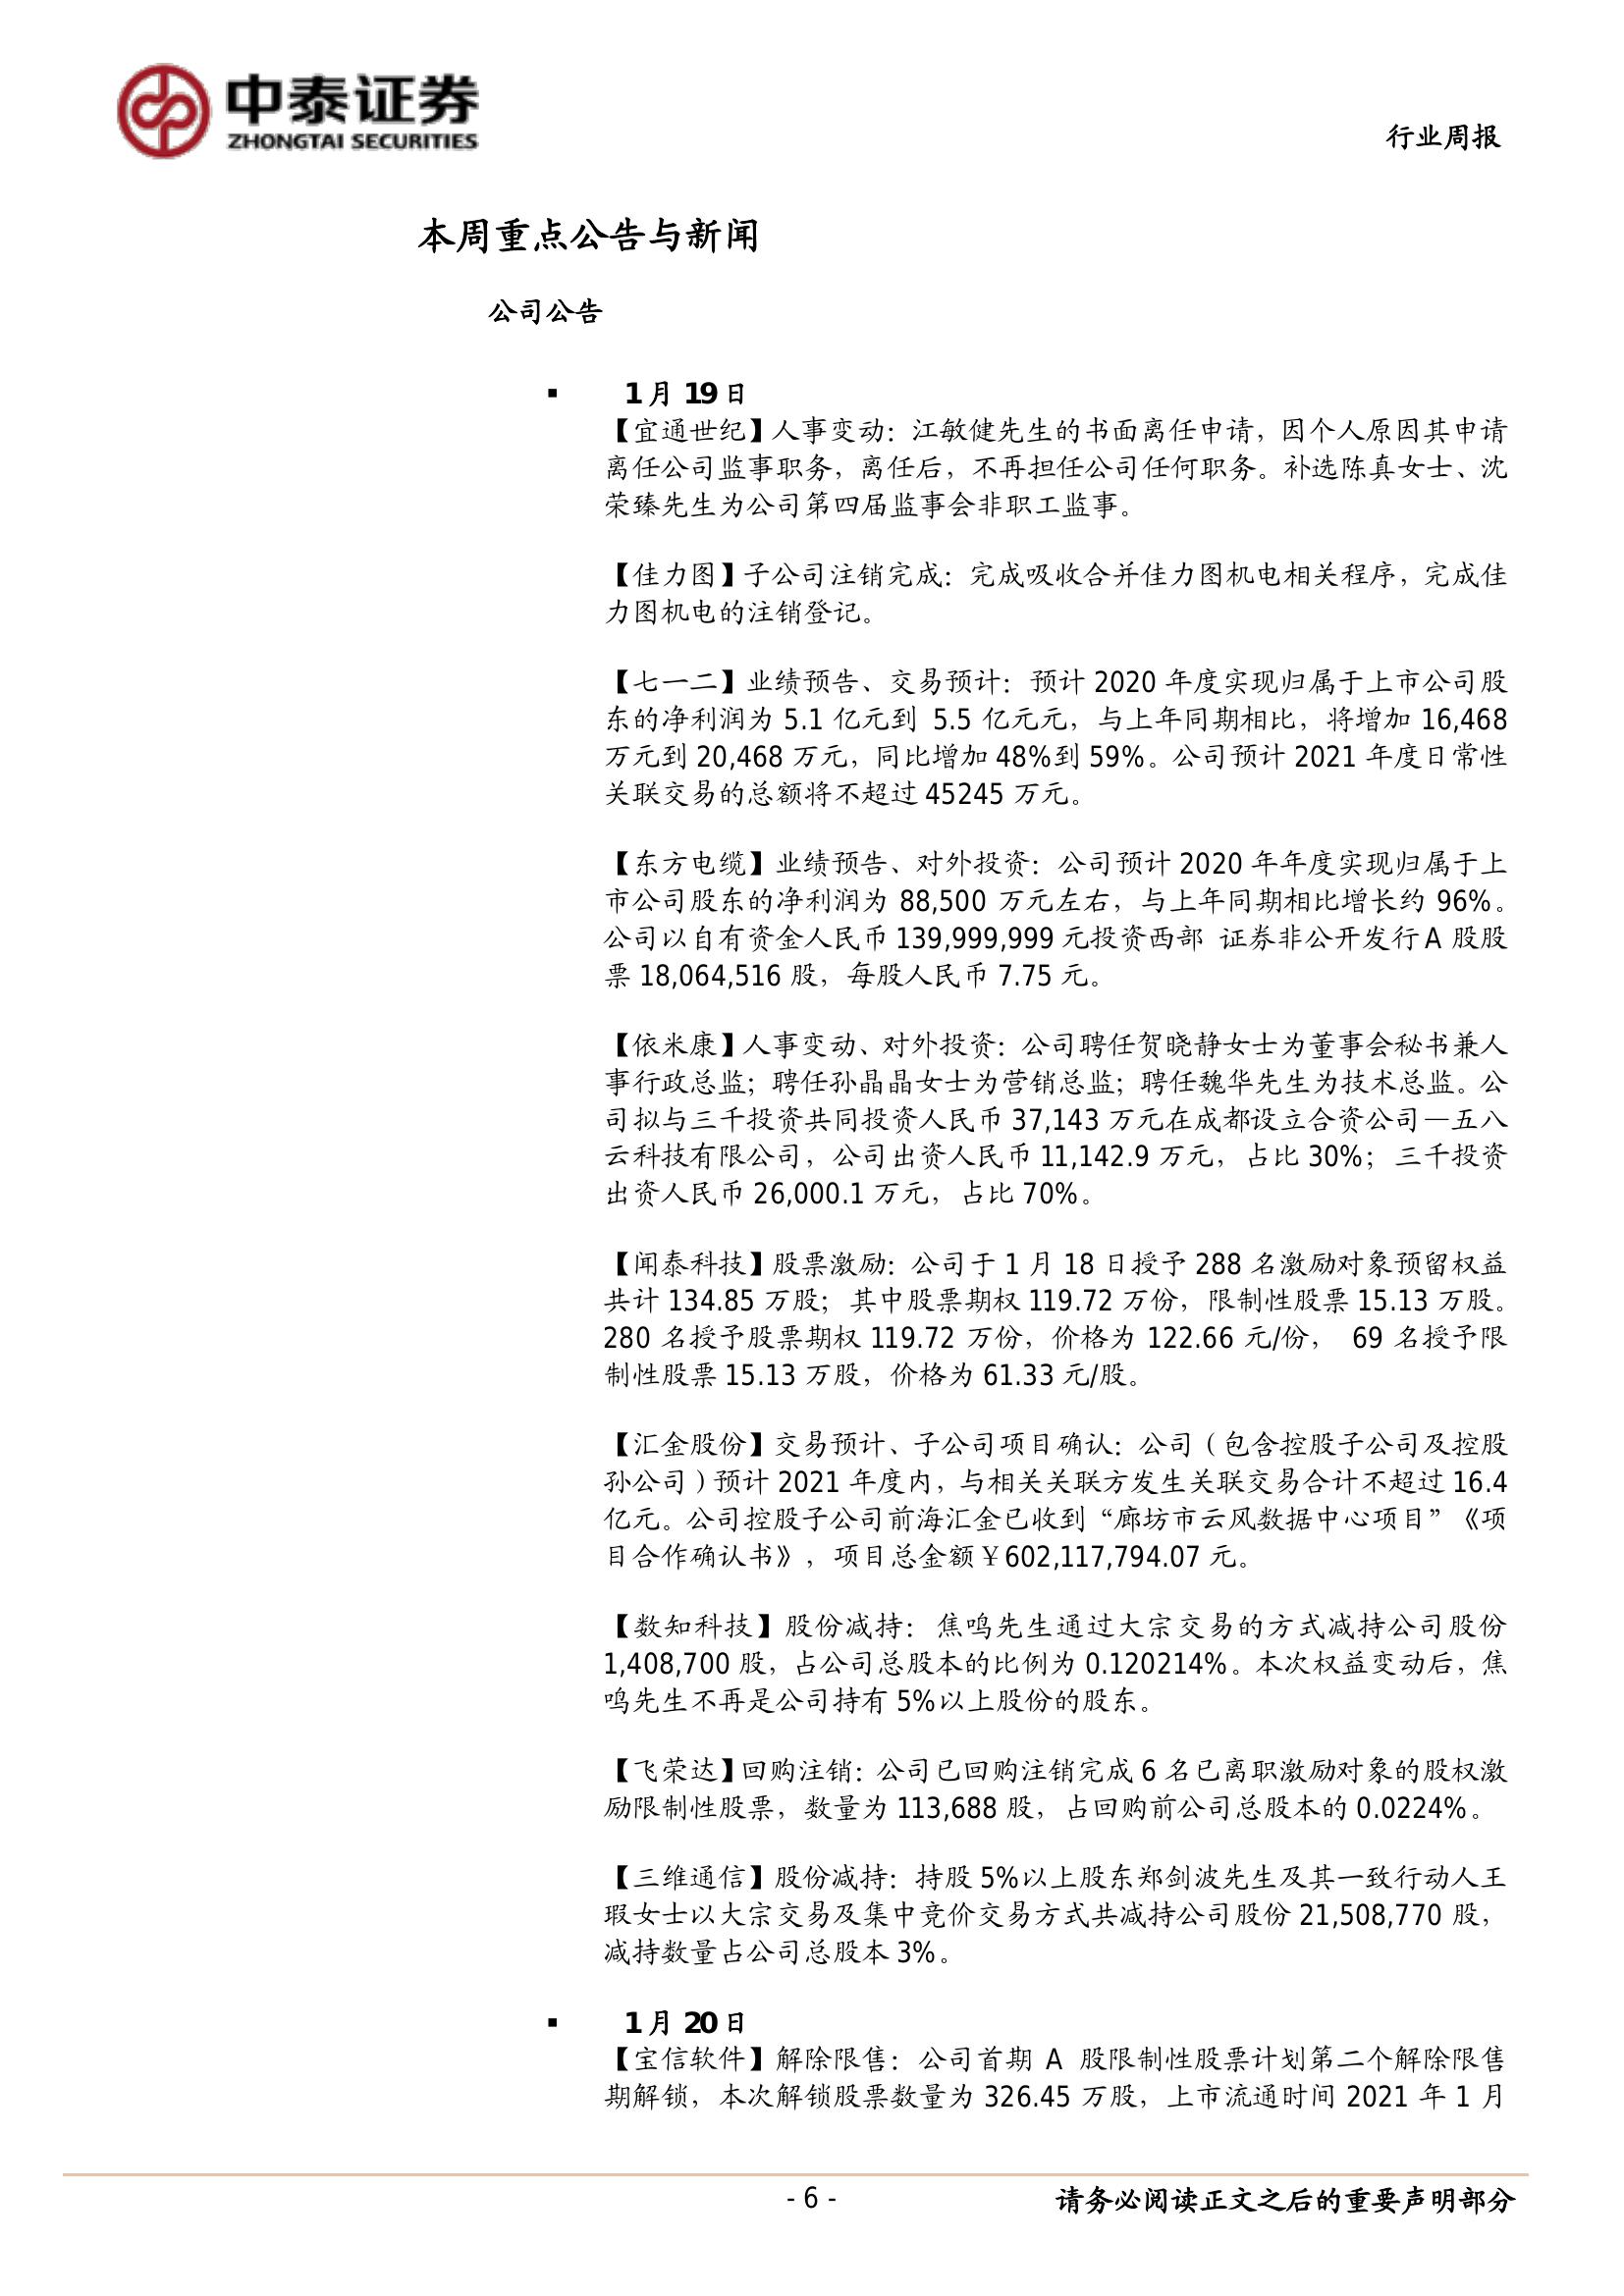 中泰证券
ZHONGTAI SECURITIES
行业周报
本周重点公告与新闻
公司公告
▪ 1月 19日
【宜通世纪】人事变动：江敏健先生的书面离任申请，因个人原因其申请
离任公司监事职务，离任后，不再担任公司任何职务。补选陈真女士、沈
荣臻先生为公司第四届监事会非职工监事。
【佳力图】子公司注销完成：完成吸收合并佳力图机电相关程序，完成佳
力图机电的注销登记。
【七一二】业绩预告、交易预计：预计 2020 年度实现归属于上市公司股
东的净利润为 5.1 亿元到 5.5 亿元元，与上年同期相比，将增加 16,468
万元到 20,468 万元，同比增加 48%到 59%。公司预计 2021 年度日常性
关联交易的总额将不超过 45245 万元。
【东方电缆】业绩预告、对外投资：公司预计 2020 年年度实现归属于上
市公司股东的净利润为 88,500 万元左右，与上年同期相比增长约 96%。
公司以自有资金人民币 139,999,999 元投资西部 证券非公开发行 A 股股
票 18,064,516 股，每股人民币 7.75 元。
【依米康】人事变动、对外投资：公司聘任贺晓静女士为董事会秘书兼人
事行政总监；聘任孙晶晶女士为营销总监；聘任魏华先生为技术总监。公
司拟与三千投资共同投资人民币 37,143 万元在成都设立合资公司—五八
云科技有限公司，公司出资人民币 11,142.9 万元，占比 30%；三千投资
出资人民币 26,000.1 万元，占比 70%。
【闻泰科技】股票激励：公司于 1 月 18 日授予 288 名激励对象预留权益
共计 134.85 万股；其中股票期权 119.72 万份，限制性股票 15.13 万股。
280 名授予股票期权 119.72 万份，价格为 122.66 元/份， 69 名授予限
制性股票 15.13 万股，价格为 61.33 元/股。
【汇金股份】交易预计、子公司项目确认：公司（包含控股子公司及控股
孙公司）预计 2021 年度内，与相关关联方发生关联交易合计不超过 16.4
亿元。公司控股子公司前海汇金已收到“廊坊市云风数据中心项目”《项
目合作确认书》，项目总金额￥602,117,794.07 元。
【数知科技】股份减持：焦鸣先生通过大宗交易的方式减持公司股份
1,408,700 股，占公司总股本的比例为 0.120214%。本次权益变动后，焦
鸣先生不再是公司持有 5%以上股份的股东。
【飞荣达】回购注销：公司已回购注销完成 6 名已离职激励对象的股权激
励限制性股票，数量为 113,688 股，占回购前公司总股本的 0.0224%。
【三维通信】股份减持：持股 5%以上股东郑剑波先生及其一致行动人王
瑕女士以大宗交易及集中竞价交易方式共减持公司股份 21,508,770 股，
减持数量占公司总股本 3%。
▪ 1月 20日
【宝信软件】解除限售：公司首期 A 股限制性股票计划第二个解除限售
期解锁，本次解锁股票数量为 326.45 万股，上市流通时间 2021 年 1 月
- 6 -
请务必阅读正文之后的重要声明部分